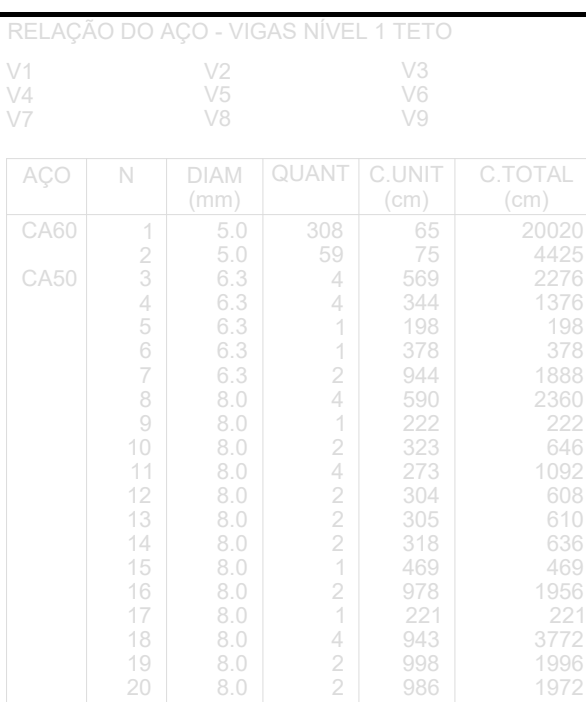 RELAÇÃO DO AÇO - VIGAS NÍVEL 1 TETO
V1 V2 V3
V4 V5 V6
V7 V8 V9
AÇO N DIAM QUANT C.UNIT C.TOTAL
(mm) (cm) (cm)
CA60 1 5.0 308 65 20020
2 5.0 59 75 4425
CA50 3 6.3 4 569 2276
4 6.3 4 344 1376
5 6.3 1 198 198
6 6.3 1 378 378
7 6.3 2 944 1888
8 8.0 4 590 2360
9 8.0 1 222 222
10 8.0 2 323 646
11 8.0 4 273 1092
12 8.0 2 304 608
13 8.0 2 305 610
14 8.0 2 318 636
15 8.0 1 469 469
16 8.0 2 978 1956
17 8.0 1 221 221
18 8.0 4 943 3772
19 8.0 2 998 1996
20 8.0 2 986 1972